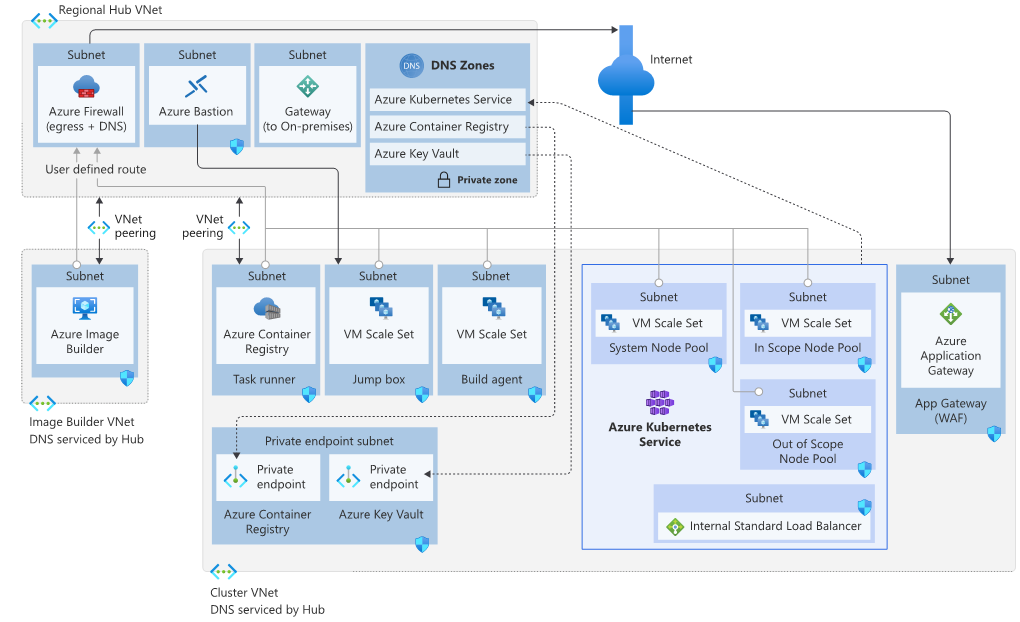 Regional Hub VNet
Subnet
Azure Firewall
(egress + DNS)
Subnet
Azure Bastion
Subnet
Gateway
(to On-premises)
DNS
DNS Zones
Azure Kubernetes Service
Azure Container Registry
Azure Key Vault
Private zone
Internet
User defined route
VNet
peering
VNet
peering
Subnet
Azure Image
Builder
Image Builder VNet
DNS serviced by Hub
Subnet
Azure Container
Registry
Task runner
Subnet
VM Scale Set
Jump box
Subnet
VM Scale Set
Build agent
Private endpoint subnet
Private
endpoint
Azure Container
Registry
Private
endpoint
Azure Key Vault
Subnet
VM Scale Set
System Node Pool
Subnet
VM Scale Set
In Scope Node Pool
Azure Kubernetes
Service
Subnet
VM Scale Set
Out of Scope
Node Pool
Subnet
Internal Standard Load Balancer
Subnet
Azure
Application
Gateway
App Gateway
(WAF)
Cluster VNet
DNS serviced by Hub